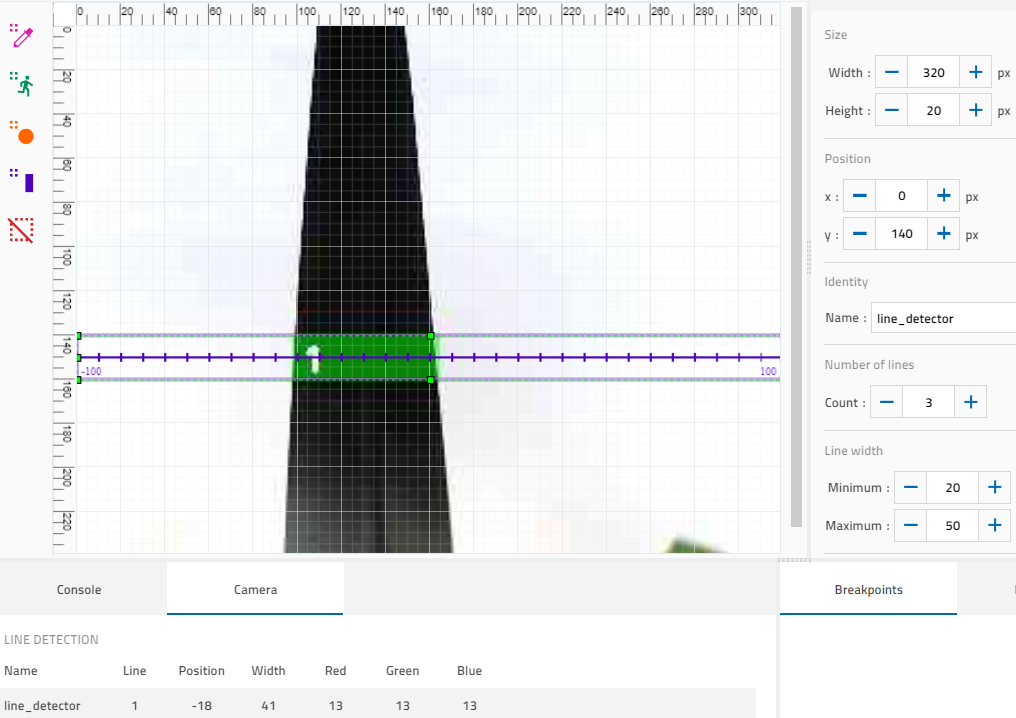 0 20 40 60 80 100 120 140 160 180 200 220 240 260 280 300
0
20
40
60
80
100
120
140
160
180
200
220
-100
100
1
Size
Width : 320 px
Height : 20 px
Position
x : 0 px
y : 140 px
Identity
Name : line_detector
Number of lines
Count : 3
Line width
Minimum : 20
Maximum : 50
Console Camera
Breakpoints
LINE DETECTION
Name Line Position Width Red Green Blue
line_detector 1 -18 41 13 13 13